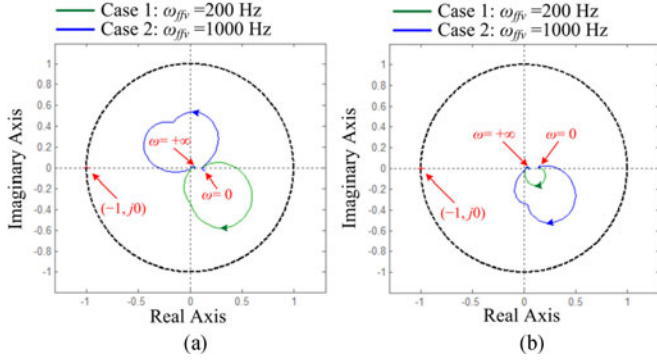 Case 1: ω_ffv =200 Hz
Case 2: ω_ffv =1000 Hz
Case 1: ω_ffv =200 Hz
Case 2: ω_ffv =1000 Hz
Imaginary Axis
1
0.8
0.6
0.4
0.2
0
-0.2
-0.4
-0.6
-0.8
-1
ω=+∞
ω=0
(−1, j0)
-1
-0.5
0
0.5
1
Real Axis
(a)
Imaginary Axis
1
0.8
0.6
0.4
0.2
0
-0.2
-0.4
-0.6
-0.8
-1
ω=+∞
ω=0
(−1, j0)
-1
-0.5
0
0.5
1
Real Axis
(b)